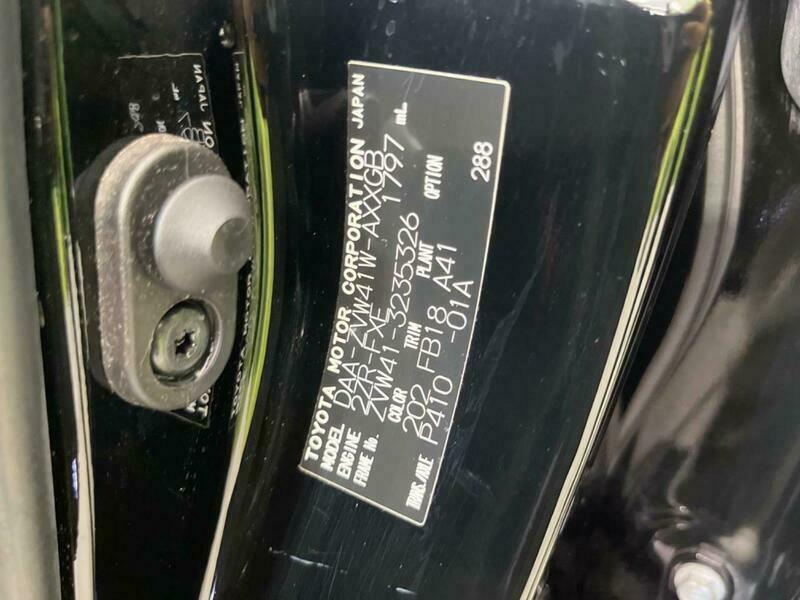 TOYOTA MOTOR CORPORATION JAPAN
MODEL DAA-ZVW41W-AXXGB
ENGINE 2ZR-FXE 1797 mL
FRAME No. ZVW41-3235326
COLOR TRIM PLANT OPTION
202 FB18 A41 288
TRANS./AXLE P410 -01A